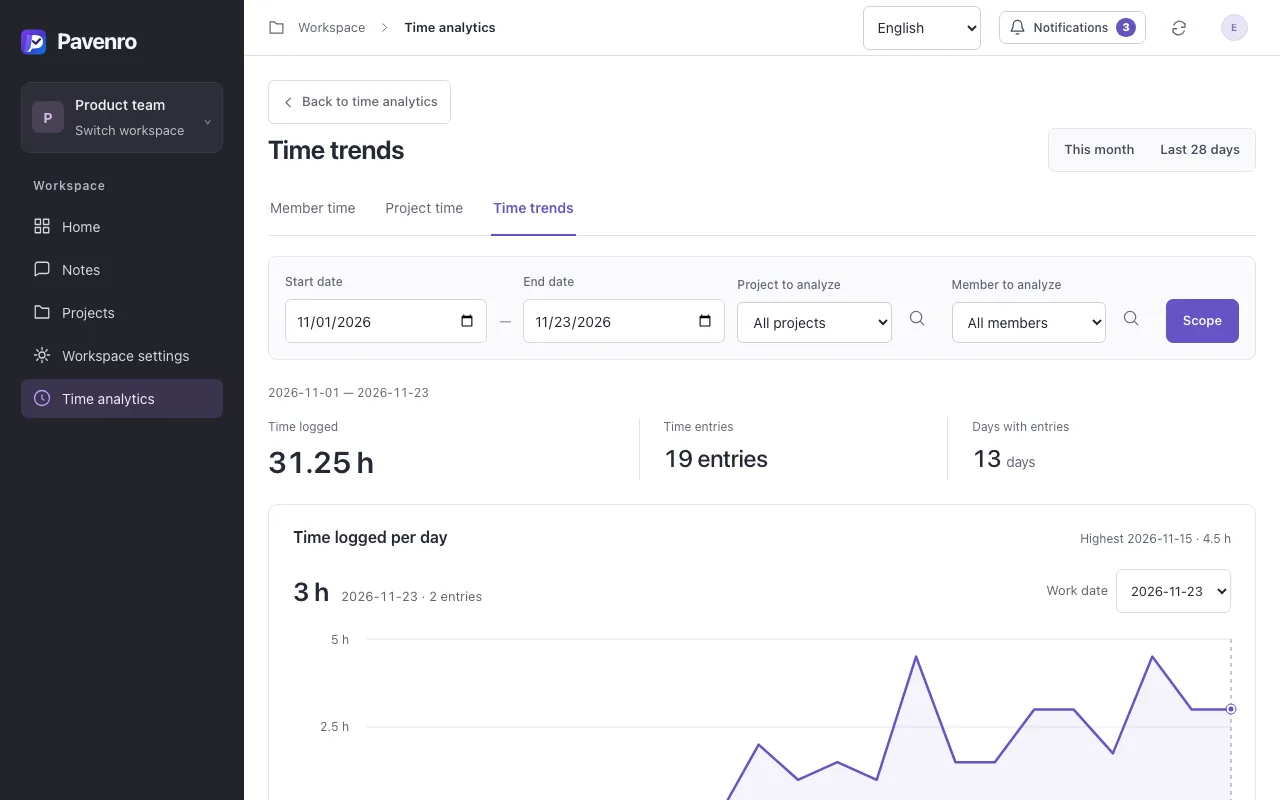 Pavenro
P
Product team
Switch workspace
Workspace
Home
Notes
Projects
Workspace settings
Time analytics
Workspace
Time analytics
English
Notifications
3
E
Back to time analytics
Time trends
This month
Last 28 days
Member time
Project time
Time trends
Start date
11/01/2026
—
End date
11/23/2026
Project to analyze
All projects
Member to analyze
All members
Scope
2026-11-01 — 2026-11-23
Time logged
31.25 h
Time entries
19 entries
Days with entries
13 days
Time logged per day
Highest 2026-11-15 · 4.5 h
3 h 2026-11-23 · 2 entries
Work date
2026-11-23
5 h
2.5 h